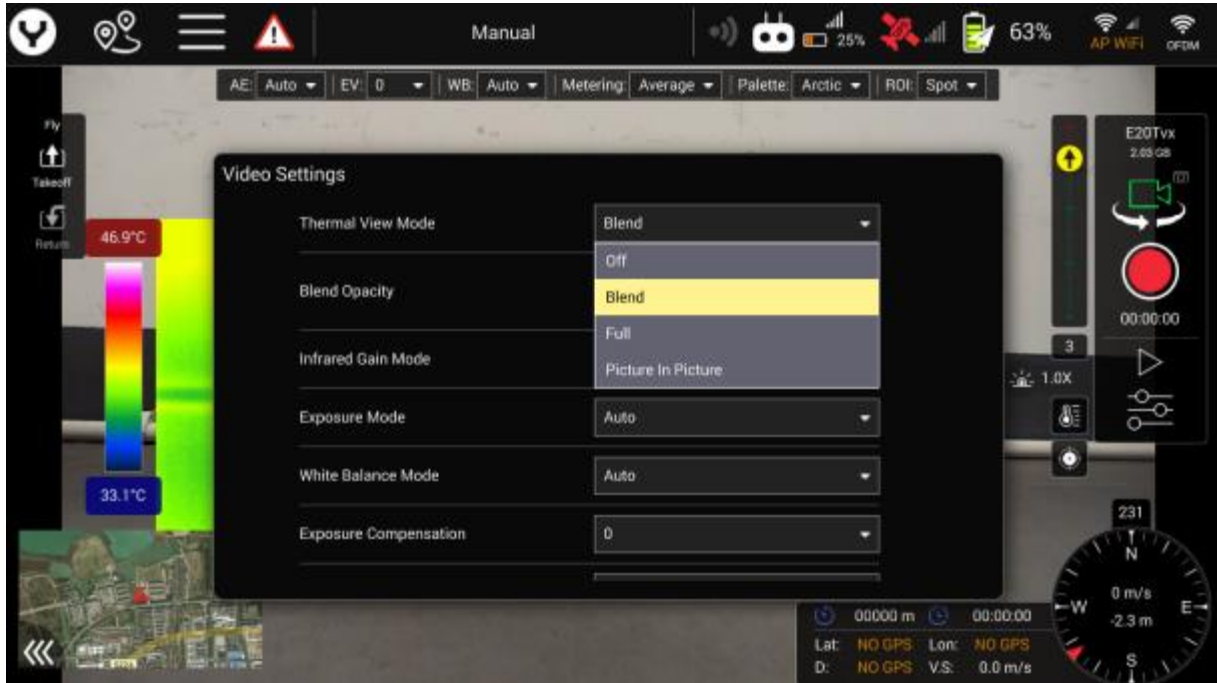 Manual
25%
63%
AP WiFi
OFDM
AE: Auto EV: 0 WB: Auto Metering: Average Palette: Arctic ROI: Spot
Fly
Takeoff
Return
E20Tvx
2.03 GB
Video Settings
Thermal View Mode Blend
Off
Blend Opacity
Blend
Full
Infrared Gain Mode
Picture In Picture
Exposure Mode Auto
White Balance Mode Auto
Exposure Compensation 0
46.9°C
33.1°C
00:00:00
3
1.0X
231
N
W
E
S
0 m/s
-2.3 m
00000 m 00:00:00
Lat: NO GPS Lon: NO GPS
D: NO GPS V.S: 0.0 m/s